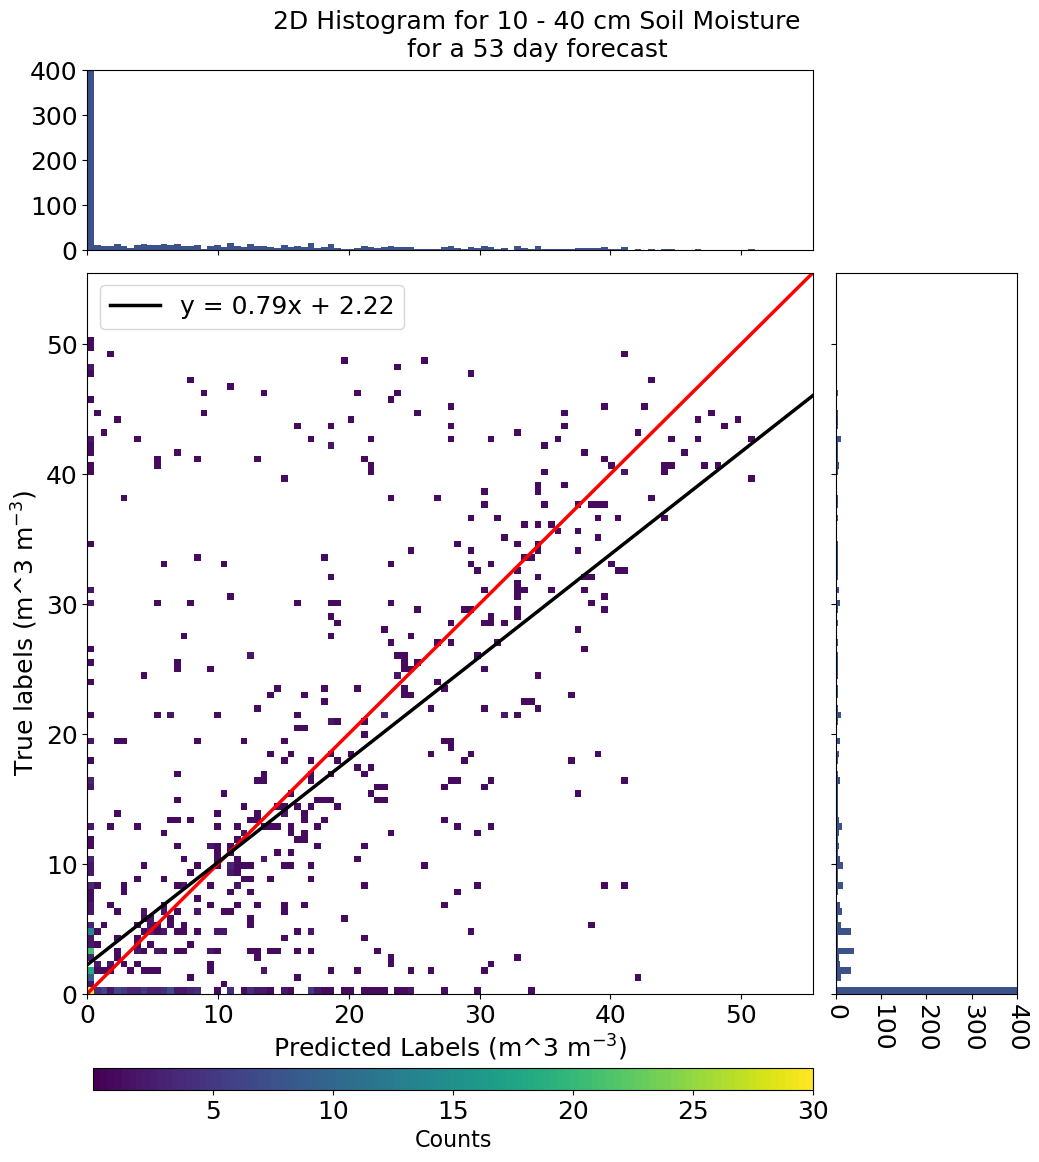 2D Histogram for 10 - 40 cm Soil Moisture
for a 53 day forecast
400
300
200
100
0
y = 0.79x + 2.22
50
40
30
20
10
0
True labels (m^3 m⁻³)
0 10 20 30 40 50
Predicted Labels (m^3 m⁻³)
0 100 200 300 400
5 10 15 20 25 30
Counts